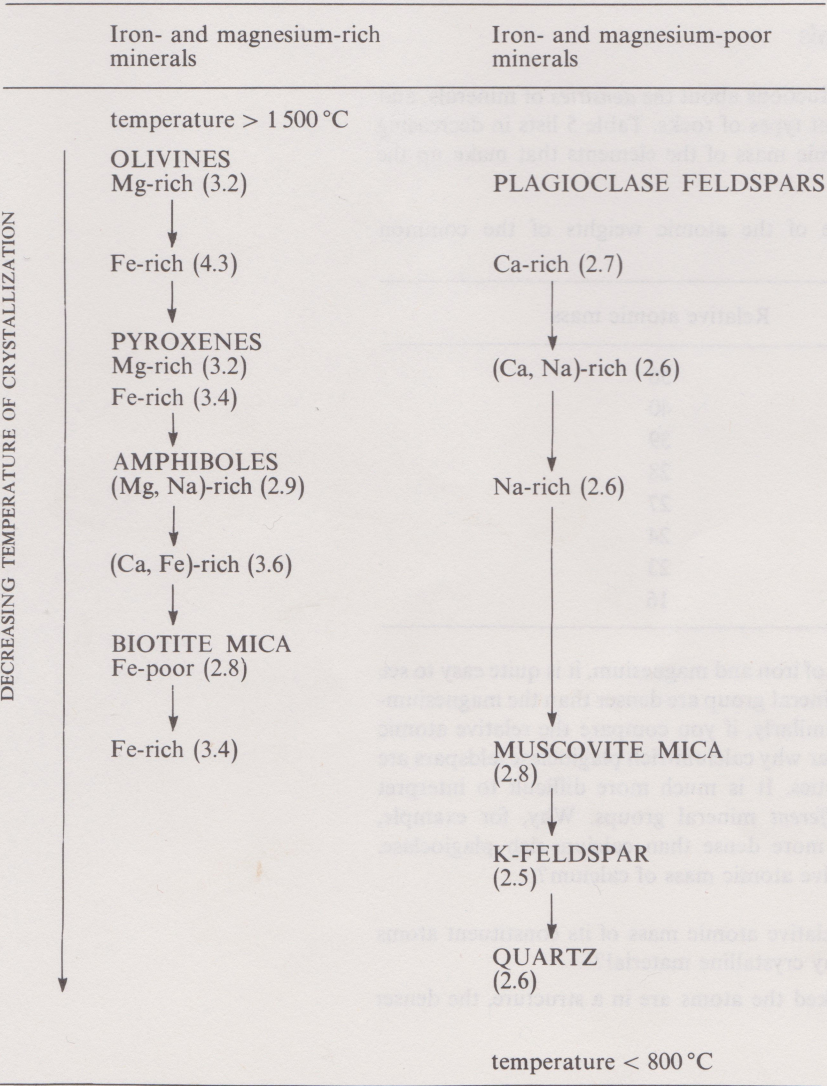 Iron- and magnesium-rich
minerals
Iron- and magnesium-poor
minerals
DECREASING TEMPERATURE OF CRYSTALLIZATION
temperature > 1 500 °C
OLIVINES
Mg-rich (3.2)
Fe-rich (4.3)
PYROXENES
Mg-rich (3.2)
Fe-rich (3.4)
AMPHIBOLES
(Mg, Na)-rich (2.9)
(Ca, Fe)-rich (3.6)
BIOTITE MICA
Fe-poor (2.8)
Fe-rich (3.4)
PLAGIOCLASE FELDSPARS
Ca-rich (2.7)
(Ca, Na)-rich (2.6)
Na-rich (2.6)
MUSCOVITE MICA
(2.8)
K-FELDSPAR
(2.5)
QUARTZ
(2.6)
temperature < 800 °C